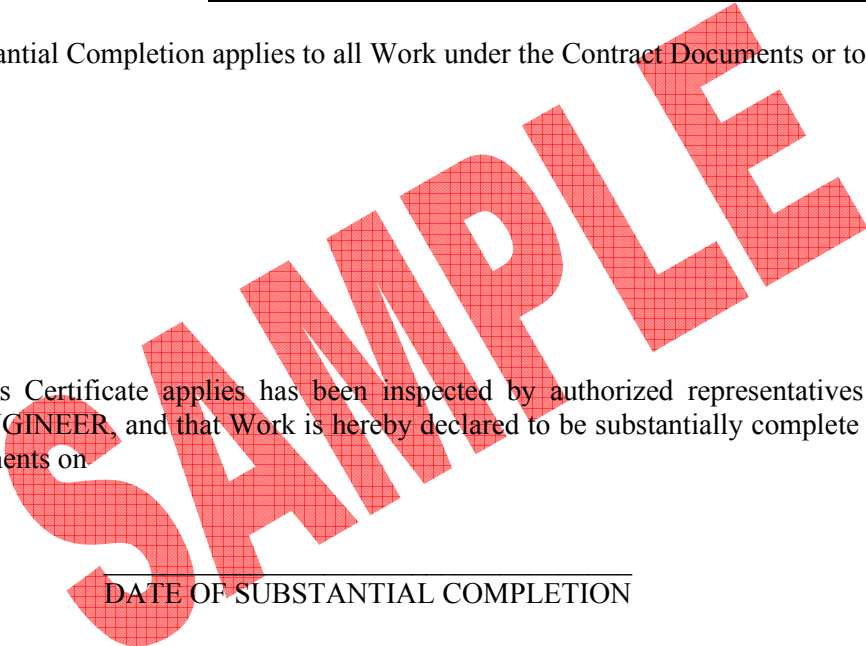 antial Completion applies to all Work under the Contract Documents or to
s Certificate applies has been inspected by authorized representatives
GINEER, and that Work is hereby declared to be substantially complete
ents on
DATE OF SUBSTANTIAL COMPLETION
SAMPLE